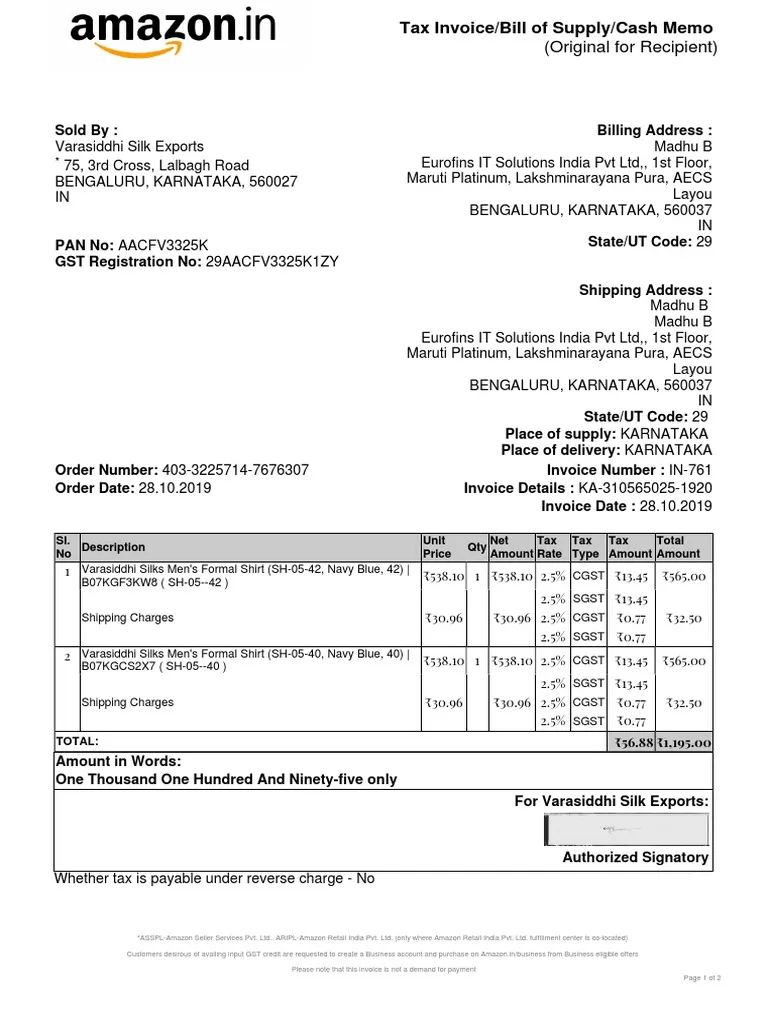 amazon.in
Tax Invoice/Bill of Supply/Cash Memo
(Original for Recipient)
Sold By :
Varasiddhi Silk Exports
* 75, 3rd Cross, Lalbagh Road
BENGALURU, KARNATAKA, 560027
IN
PAN No: AACFV3325K
GST Registration No: 29AACFV3325K1ZY
Billing Address :
Madhu B
Eurofins IT Solutions India Pvt Ltd,, 1st Floor,
Maruti Platinum, Lakshminarayana Pura, AECS
Layou
BENGALURU, KARNATAKA, 560037
IN
State/UT Code: 29
Shipping Address :
Madhu B
Madhu B
Eurofins IT Solutions India Pvt Ltd,, 1st Floor,
Maruti Platinum, Lakshminarayana Pura, AECS
Layou
BENGALURU, KARNATAKA, 560037
IN
State/UT Code: 29
Place of supply: KARNATAKA
Place of delivery: KARNATAKA
Order Number: 403-3225714-7676307
Order Date: 28.10.2019
Invoice Number : IN-761
Invoice Details : KA-310565025-1920
Invoice Date : 28.10.2019
Sl. No Description Unit Price Qty Net Amount Tax Rate Tax Type Tax Amount Total Amount
1 Varasiddhi Silks Men's Formal Shirt (SH-05-42, Navy Blue, 42) | ₹538.10 1 ₹538.10 2.5% CGST ₹13.45 ₹565.00
B07KGF3KW8 ( SH-05--42 )
2.5% SGST ₹13.45
Shipping Charges ₹30.96 ₹30.96 2.5% CGST ₹0.77 ₹32.50
2.5% SGST ₹0.77
2 Varasiddhi Silks Men's Formal Shirt (SH-05-40, Navy Blue, 40) | ₹538.10 1 ₹538.10 2.5% CGST ₹13.45 ₹565.00
B07KGCS2X7 ( SH-05--40 )
2.5% SGST ₹13.45
Shipping Charges ₹30.96 ₹30.96 2.5% CGST ₹0.77 ₹32.50
2.5% SGST ₹0.77
TOTAL: ₹56.88 ₹1,195.00
Amount in Words:
One Thousand One Hundred And Ninety-five only
For Varasiddhi Silk Exports:
Authorized Signatory
Whether tax is payable under reverse charge - No
*ASSPL-Amazon Seller Services Pvt. Ltd., ARIPL-Amazon Retail India Pvt. Ltd. (only where Amazon Retail India Pvt. Ltd. fulfillment center is co-located)
Customers desirous of availing input GST credit are requested to create a Business account and purchase on Amazon.in/business from Business eligible offers
Please note that this invoice is not a demand for payment
Page 1 of 2